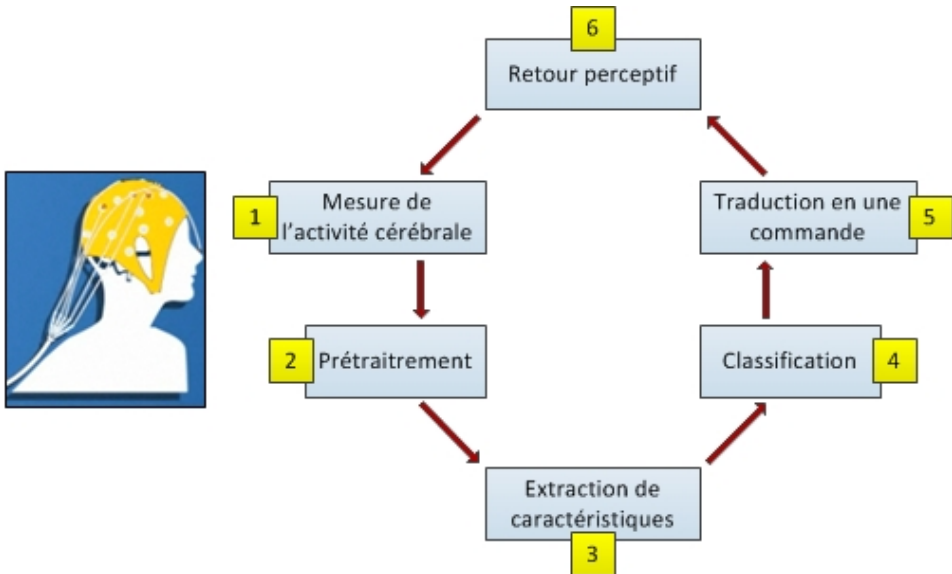 6
Retour perceptif
1
Mesure de
l'activité cérébrale
Traduction en une
commande
5
2
Prétraitrement
Classification
4
Extraction de
caractéristiques
3